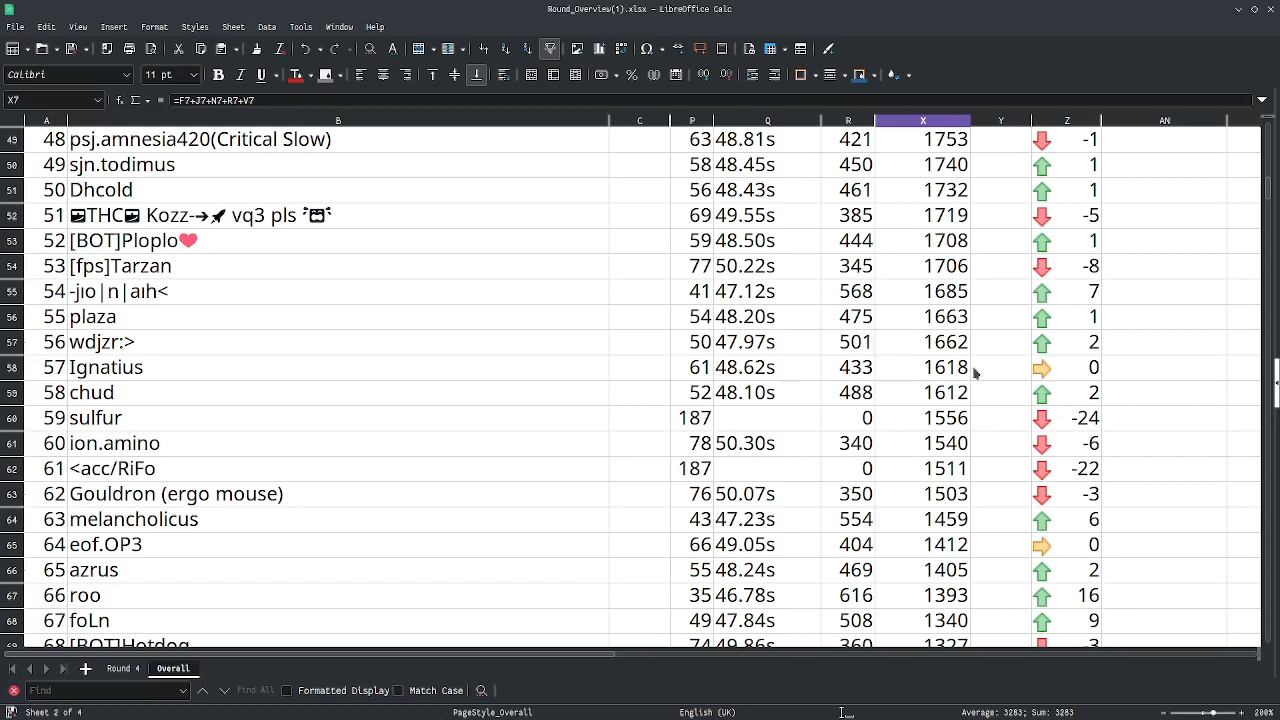 Round_Overview(1).xlsx — LibreOffice Calc
File Edit View Insert Format Styles Sheet Data Tools Window Help
Calibri 11 pt
X7 =F7+J7+N7+R7+V7
A B C P Q R X Y Z AN
49 48 psj.amnesia420(Critical Slow) 63 48.81s 421 1753 -1
50 49 sjn.todimus 58 48.45s 450 1740 1
51 50 Dhcold 56 48.43s 461 1732 1
52 51 THC Kozz-→ vq3 pls 69 49.55s 385 1719 -5
53 52 [BOT]Ploplo❤ 59 48.50s 444 1708 1
54 53 [fps]Tarzan 77 50.22s 345 1706 -8
55 54 -jıo|n|aıh< 41 47.12s 568 1685 7
56 55 plaza 54 48.20s 475 1663 1
57 56 wdjzr:> 50 47.97s 501 1662 2
58 57 Ignatius 61 48.62s 433 1618 0
59 58 chud 52 48.10s 488 1612 2
60 59 sulfur 187 0 1556 -24
61 60 ion.amino 78 50.30s 340 1540 -6
62 61 <acc/RiFo 187 0 1511 -22
63 62 Gouldron (ergo mouse) 76 50.07s 350 1503 -3
64 63 melancholicus 43 47.23s 554 1459 6
65 64 eof.OP3 66 49.05s 404 1412 0
66 65 azrus 55 48.24s 469 1405 2
67 66 roo 35 46.78s 616 1393 16
68 67 foLn 49 47.84s 508 1340 9
69 68 [BOT]Hotdog 74 49.86s 360 1327 -3
Round 4 Overall
Find Find All Formatted Display Match Case
Sheet 2 of 4 PageStyle_Overall English (UK) Average: 3283; Sum: 3283 200%